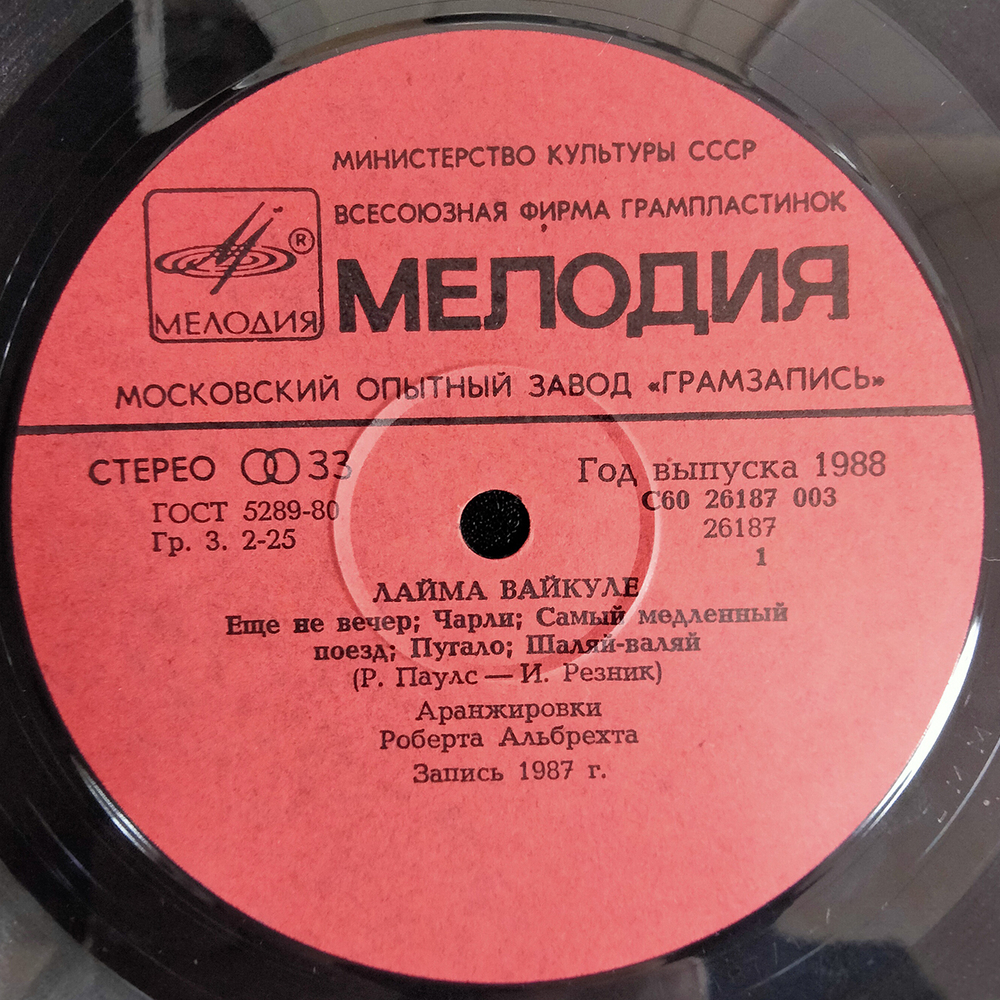 МИНИСТЕРСТВО КУЛЬТУРЫ СССР
ВСЕСОЮЗНАЯ ФИРМА ГРАМПЛАСТИНОК
®
МЕЛОДИЯ
МЕЛОДИЯ
МОСКОВСКИЙ ОПЫТНЫЙ ЗАВОД «ГРАМЗАПИСЬ»
СТЕРЕО 33
ГОСТ 5289-80
Гр. 3. 2-25
Год выпуска 1988
С60 26187 003
26187
1
ЛАЙМА ВАЙКУЛЕ
Еще не вечер; Чарли; Самый медленный
поезд; Пугало; Шаляй-валяй
(Р. Паулс — И. Резник)
Аранжировки
Роберта Альбрехта
Запись 1987 г.